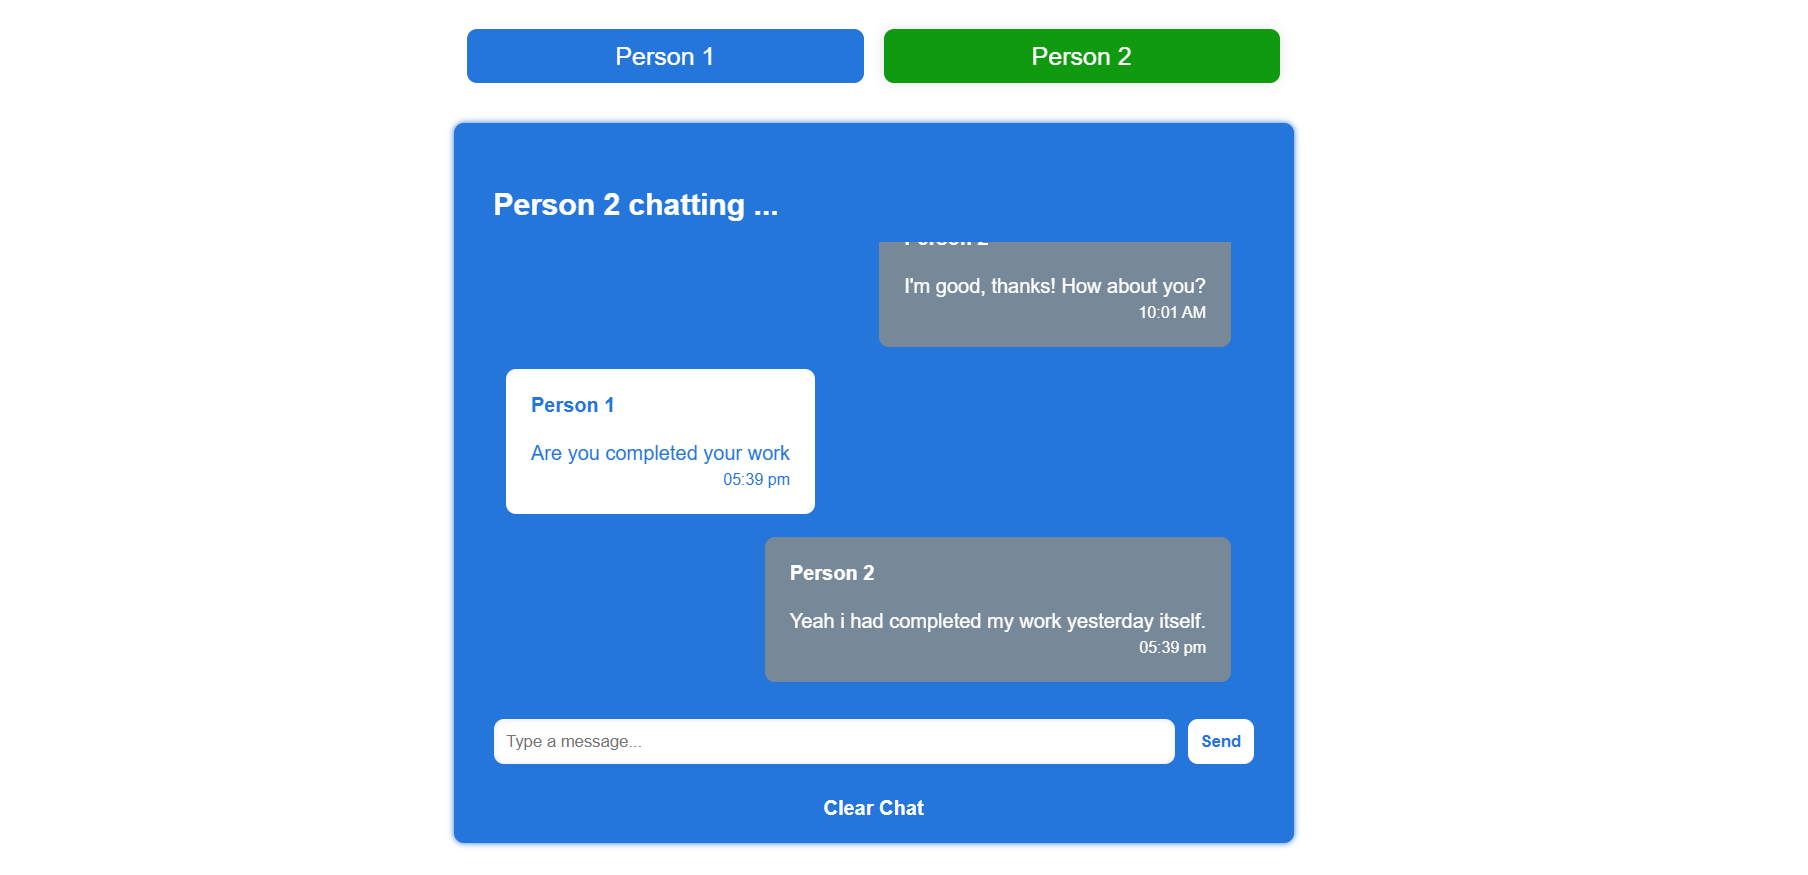 Person 1
Person 2
Person 2 chatting ...
Person 2
I'm good, thanks! How about you?
10:01 AM
Person 1
Are you completed your work
05:39 pm
Person 2
Yeah i had completed my work yesterday itself.
05:39 pm
Type a message...
Send
Clear Chat